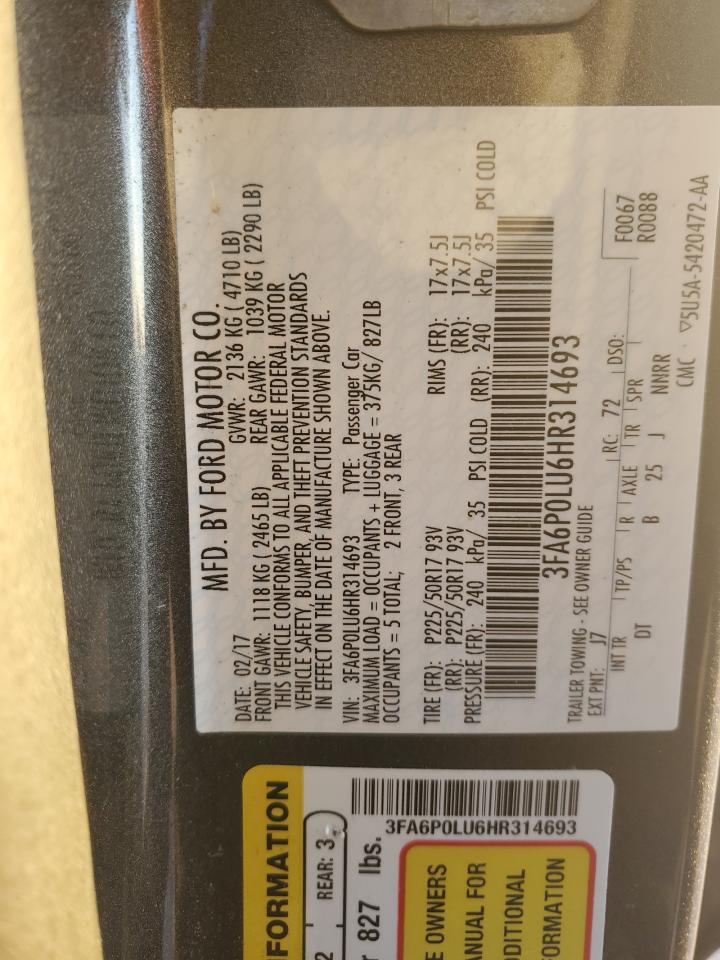 MFD. BY FORD MOTOR CO.
DATE: 02/17 GVWR: 2136 KG ( 4710 LB)
FRONT GAWR: 1118 KG ( 2465 LB) REAR GAWR: 1039 KG ( 2290 LB)
THIS VEHICLE CONFORMS TO ALL APPLICABLE FEDERAL MOTOR
VEHICLE SAFETY, BUMPER, AND THEFT PREVENTION STANDARDS
IN EFFECT ON THE DATE OF MANUFACTURE SHOWN ABOVE.
VIN: 3FA6P0LU6HR314693 TYPE: Passenger Car
MAXIMUM LOAD = OCCUPANTS + LUGGAGE = 375KG/ 827LB
OCCUPANTS = 5 TOTAL; 2 FRONT, 3 REAR
TIRE (FR): P225/50R17 93V RIMS (FR): 17x7.5J
(RR): P225/50R17 93V (RR): 17x7.5J
PRESSURE (FR): 240 kPa/ 35 PSI COLD (RR): 240 kPa/ 35 PSI COLD
3FA6P0LU6HR314693
TRAILER TOWING - SEE OWNER GUIDE
EXT PNT: J7 RC: 72 DSO: F0067
R0088
INT TR TP/PS R AXLE TR SPR
DT B 25 J NNRR
CMC ▽5U5A-5420472-AA
FORMATION
REAR: 3
827 lbs.
3FA6P0LU6HR314693
E OWNERS
ANUAL FOR
DDITIONAL
FORMATION